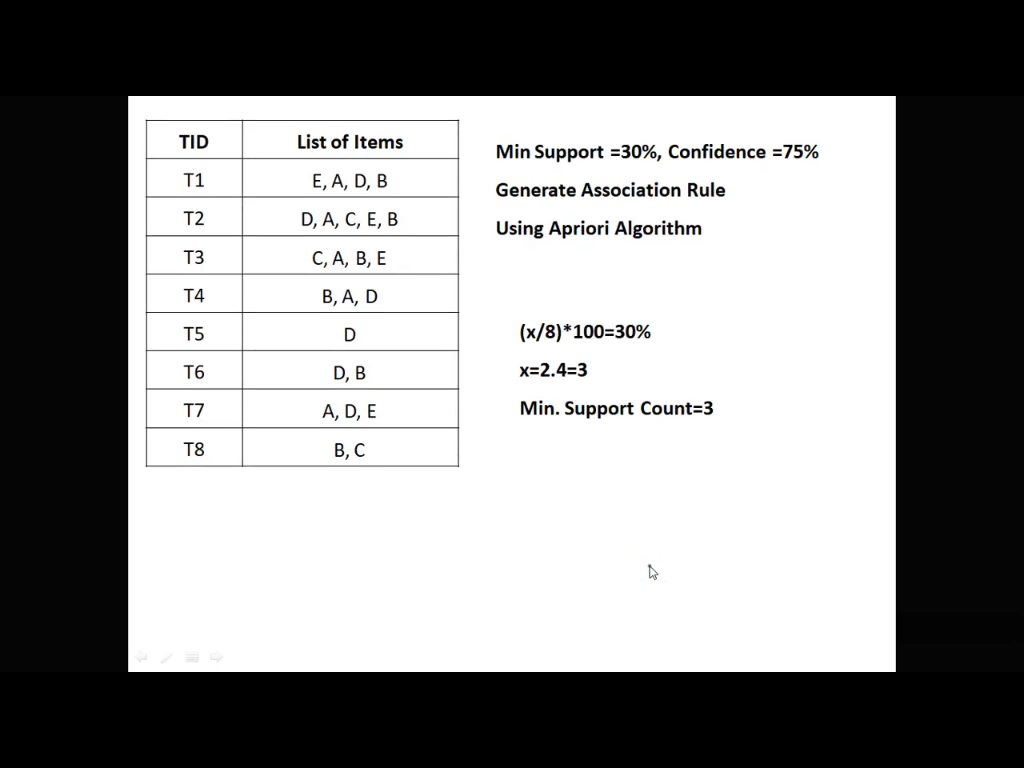 TID List of Items
T1 E, A, D, B
T2 D, A, C, E, B
T3 C, A, B, E
T4 B, A, D
T5 D
T6 D, B
T7 A, D, E
T8 B, C
Min Support =30%, Confidence =75%
Generate Association Rule
Using Apriori Algorithm
(x/8)*100=30%
x=2.4=3
Min. Support Count=3